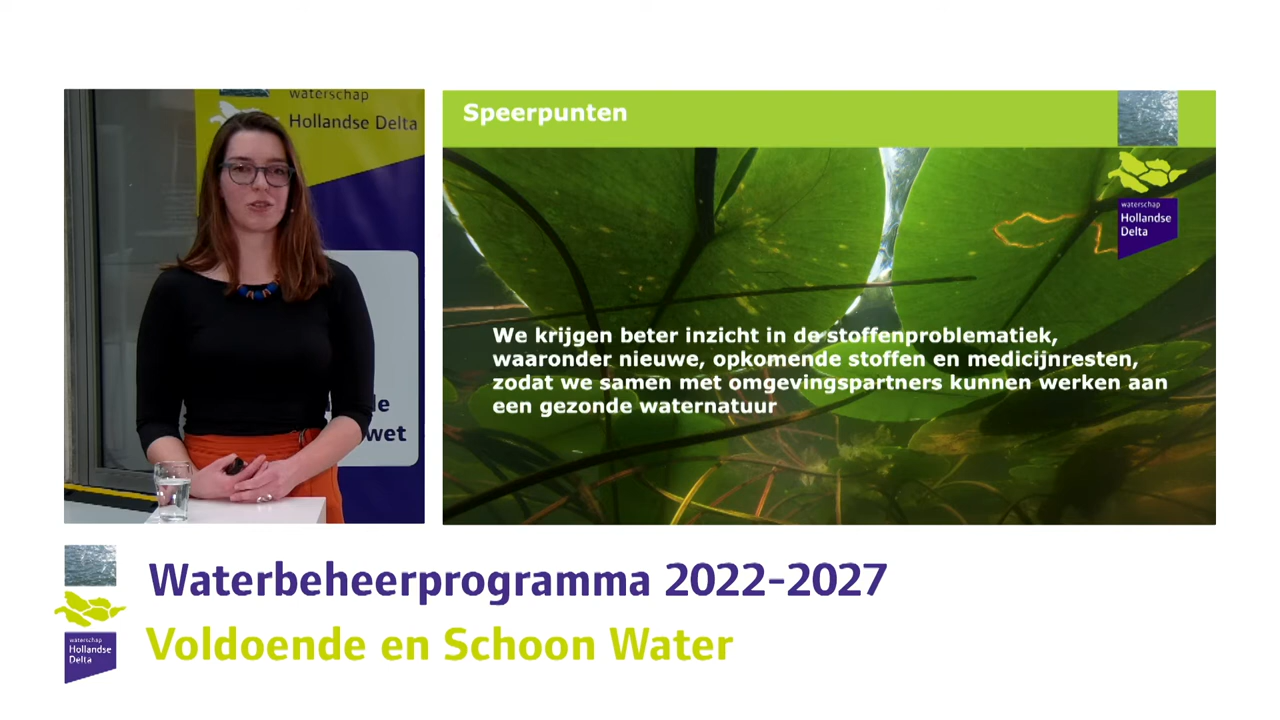 waterschap
Hollandse Delta
de
wet
Speerpunten
waterschap
Hollandse
Delta
We krijgen beter inzicht in de stoffenproblematiek,
waaronder nieuwe, opkomende stoffen en medicijnresten,
zodat we samen met omgevingspartners kunnen werken aan
een gezonde waternatuur
Waterbeheerprogramma 2022-2027
Voldoende en Schoon Water
waterschap
Hollandse
Delta